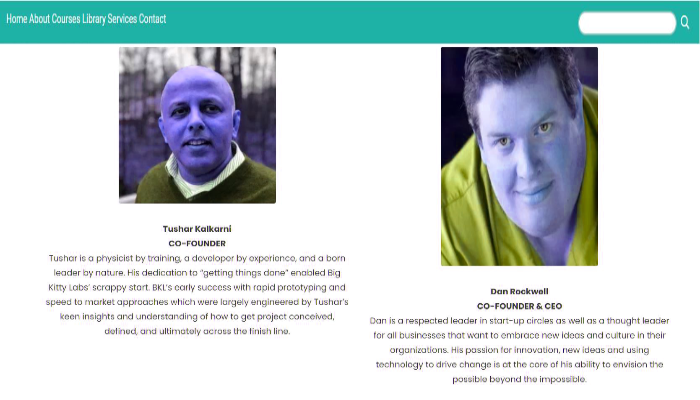 Home About Courses Library Services Contact
Tushar Kalkarni
CO-FOUNDER
Tushar is a physicist by training, a developer by experience, and a born
leader by nature. His dedication to “getting things done” enabled Big
Kitty Labs’ scrappy start. BKL’s early success with rapid prototyping and
speed to market approaches which were largely engineered by Tushar’s
keen insights and understanding of how to get project conceived,
defined, and ultimately across the finish line.
Dan Rockwell
CO-FOUNDER & CEO
Dan is a respected leader in start-up circles as well as a thought leader
for all businesses that want to embrace new ideas and culture in their
organizations. His passion for innovation, new ideas and using
technology to drive change is at the core of his ability to envision the
possible beyond the impossible.